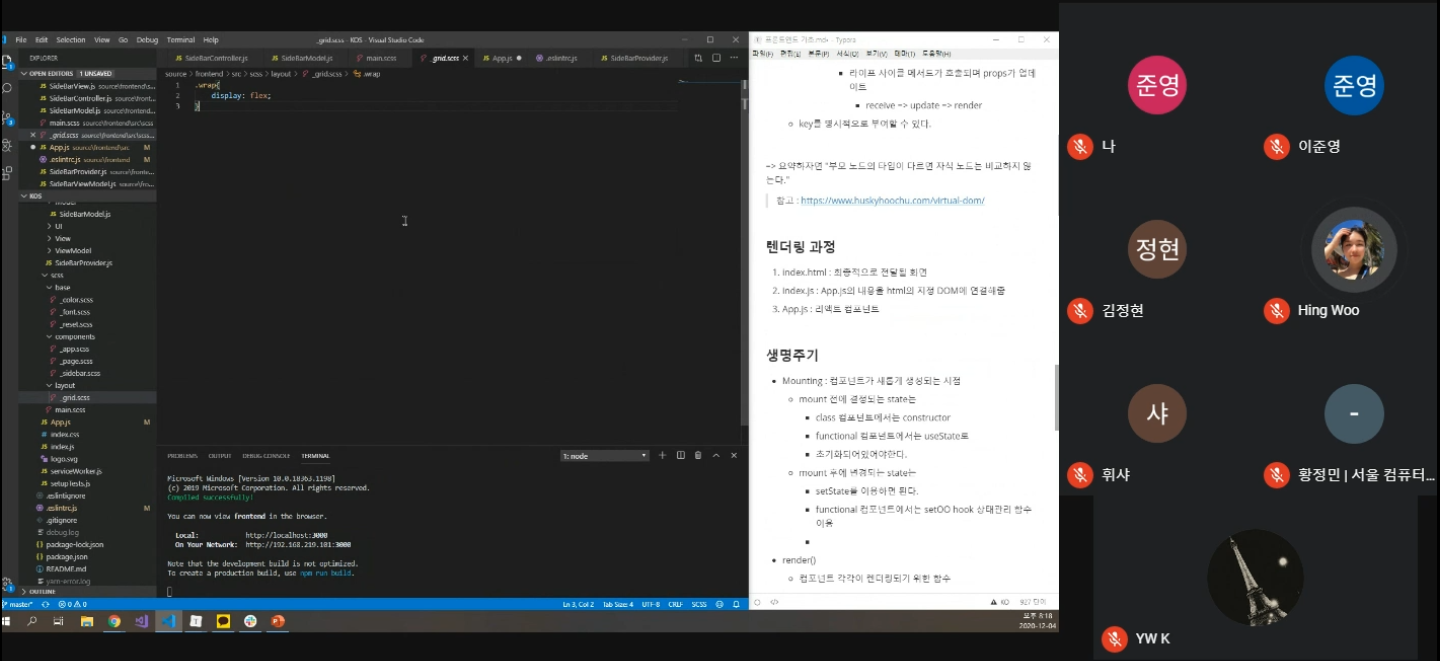 File Edit Selection View Go Debug Terminal Help
_grid.scss - KDS - Visual Studio Code
EXPLORER
OPEN EDITORS 1 UNSAVED
SideBarView.js source\frontend\s...
SideBarController.js source\front...
SideBarModel.js source\frontend...
main.scss source\frontend\src\scss
_grid.scss source\frontend\src\scss...
App.js source\frontend\src M
.eslintrc.js source\frontend M
SideBarProvider.js source\fronte...
SideBarViewModel.js source\fron...
KDS
SideBarModel.js
UI
View
ViewModel
SideBarProvider.js
scss
base
_color.scss
_font.scss
_reset.scss
components
_app.scss
_page.scss
_sidebar.scss
layout
_grid.scss
main.scss
App.js M
index.css
index.js
logo.svg
serviceWorker.js
setupTests.js
.eslintignore
.eslintrc.js M
.gitignore
debug.log
package-lock.json
package.json
README.md
yarn-error.log
OUTLINE
SideBarController.js SideBarModel.js main.scss _grid.scss App.js .eslintrc.js SideBarProvider.js
source > frontend > src > scss > layout > _grid.scss > .wrap
1 .wrap{
2 display: flex;
3 }
PROBLEMS OUTPUT DEBUG CONSOLE TERMINAL
1: node
Microsoft Windows [Version 10.0.18363.1198]
(c) 2019 Microsoft Corporation. All rights reserved.
Compiled successfully!
You can now view frontend in the browser.
Local: http://localhost:3000
On Your Network: http://192.168.219.101:3000
Note that the development build is not optimized.
To create a production build, use npm run build.
master* 0 0
Ln 3, Col 2 Tab Size: 4 UTF-8 CRLF SCSS
프론트엔드 기초.md• - Typora
파일(F) 편집(E) 문단(P) 서식(O) 보기(V) 테마(T) 도움말(H)
라이프 사이클 메서드가 호출되며 props가 업데
이트
receive => update => render
key를 명시적으로 부여할 수 있다.
-> 요약하자면 "부모 노드의 타입이 다르면 자식 노드는 비교하지 않
는다."
참고 : https://www.huskyhoochu.com/virtual-dom/
렌더링 과정
1. index.html : 최종적으로 전달될 화면
2. index.js : App.js의 내용을 html의 지정 DOM에 연결해줌
3. App.js : 리액트 컴포넌트
생명주기
Mounting : 컴포넌트가 새롭게 생성되는 시점
mount 전에 결정되는 state는
class 컴포넌트에서는 constructor
functional 컴포넌트에서는 useState로
초기화되어있어야한다.
mount 후에 변경되는 state는
setState를 이용하면 된다.
functional 컴포넌트에서는 setOO hook 상태관리 함수
이용
render()
컴포넌트 각각이 렌더링되기 위한 함수
927 단어
오후 8:18
2020-12-04
준영
나
준영
이준영
정현
김정현
Hing Woo
샤
휘샤
-
황정민 | 서울 컴퓨터...
YW K